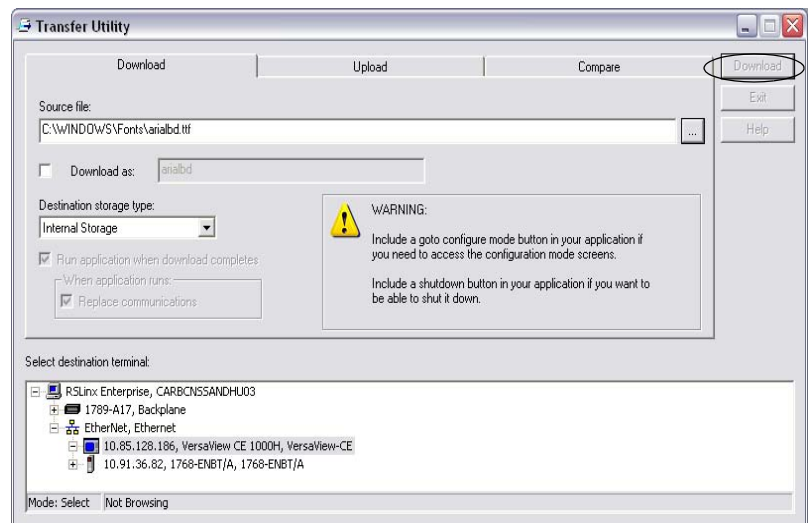 Transfer Utility
Download
Upload
Compare
Download
Exit
Help
Source file:
C:\WINDOWS\Fonts\arialbd.ttf
...
Download as:
arialbd
Destination storage type:
Internal Storage
Run application when download completes
When application runs:
Replace communications
WARNING:
Include a goto configure mode button in your application if
you need to access the configuration mode screens.
Include a shutdown button in your application if you want to
be able to shut it down.
Select destination terminal:
RSLinx Enterprise, CARBCNSSANDHU03
1789-A17, Backplane
EtherNet, Ethernet
10.85.128.186, VersaView CE 1000H, VersaView-CE
10.91.36.82, 1768-ENBT/A, 1768-ENBT/A
Mode: Select
Not Browsing